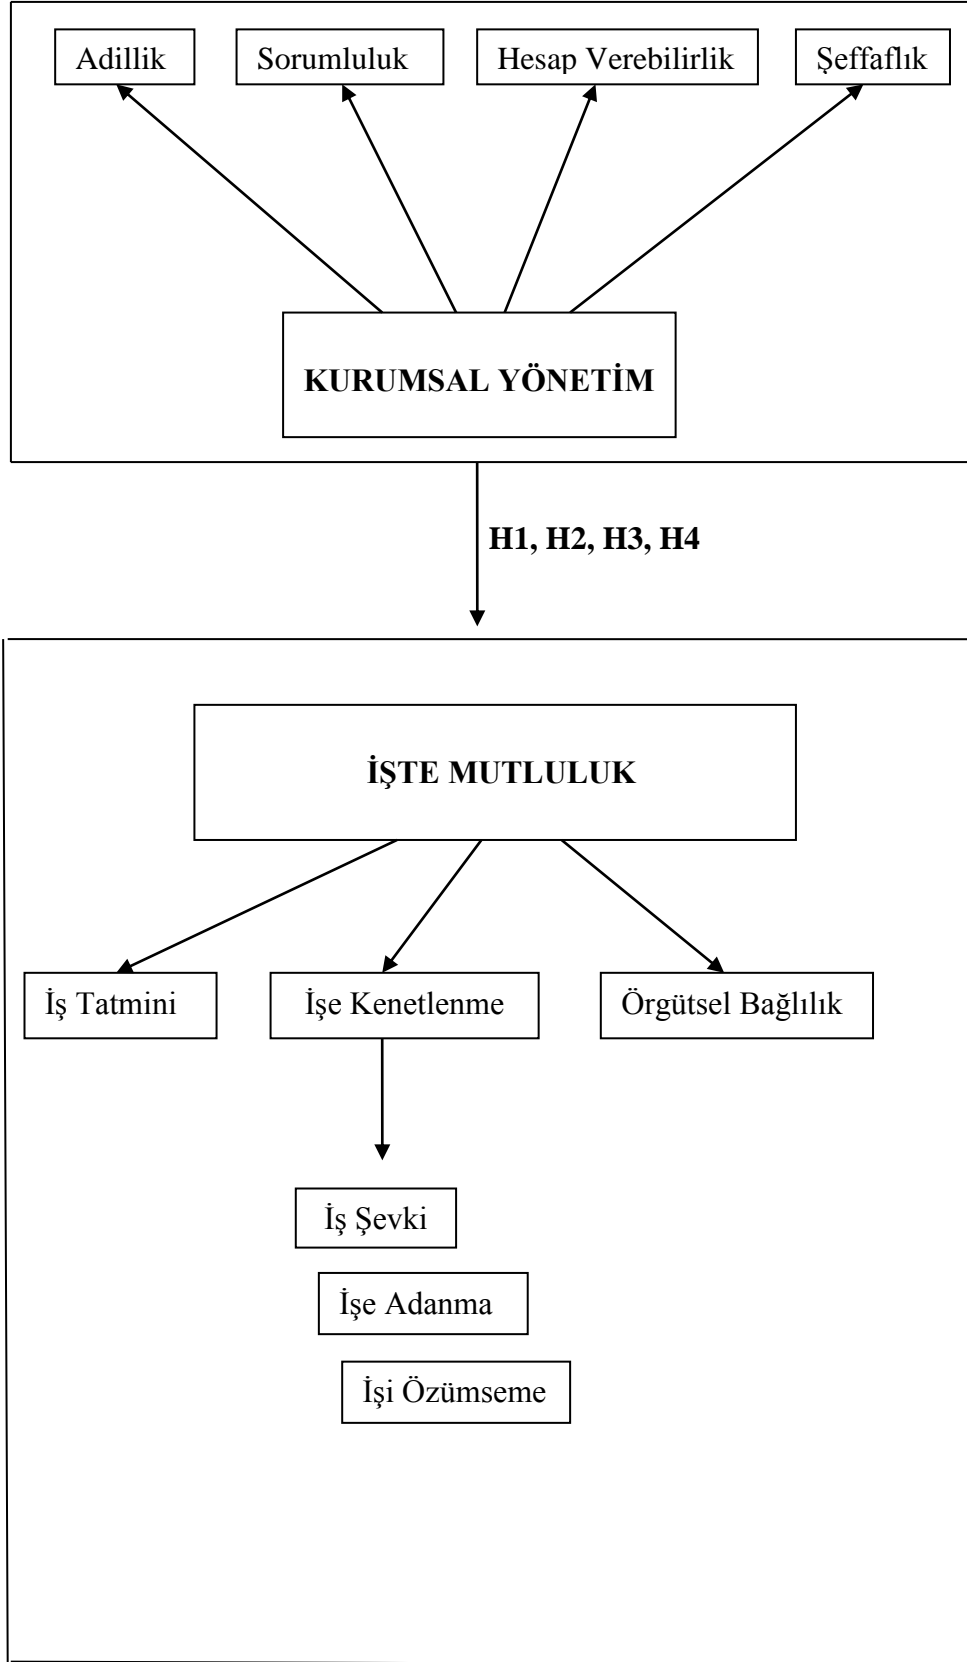 Adillik
Sorumluluk
Hesap Verebilirlik
Şeffaflık
KURUMSAL YÖNETİM
H1, H2, H3, H4
İŞTE MUTLULUK
İş Tatmini
İşe Kenetlenme
Örgütsel Bağlılık
İş Şevki
İşe Adanma
İşi Özümseme